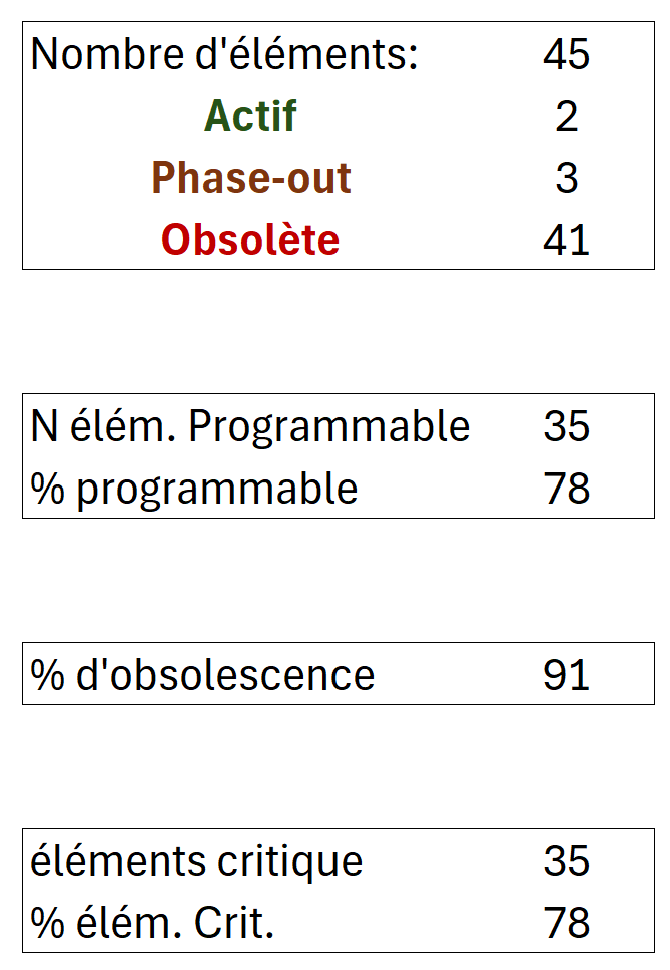 Nombre d'éléments: 45
Actif 2
Phase-out 3
Obsolète 41
N élém. Programmable 35
% programmable 78
% d'obsolescence 91
éléments critique 35
% élém. Crit. 78